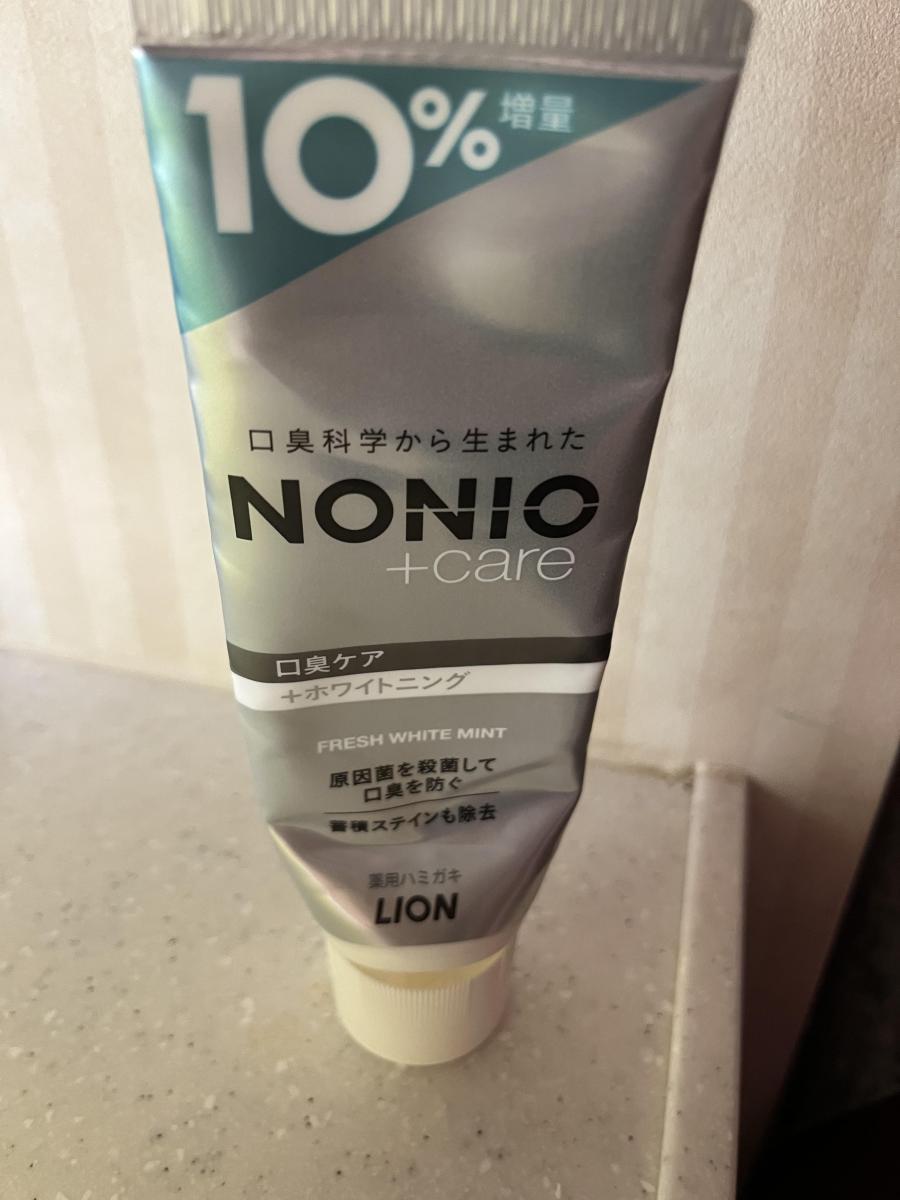 10%増量
口臭科学から生まれた
NONIO
+care
口臭ケア
+ホワイトニング
FRESH WHITE MINT
原因菌を殺菌して
口臭を防ぐ
蓄積ステインも除去
薬用ハミガキ
LION